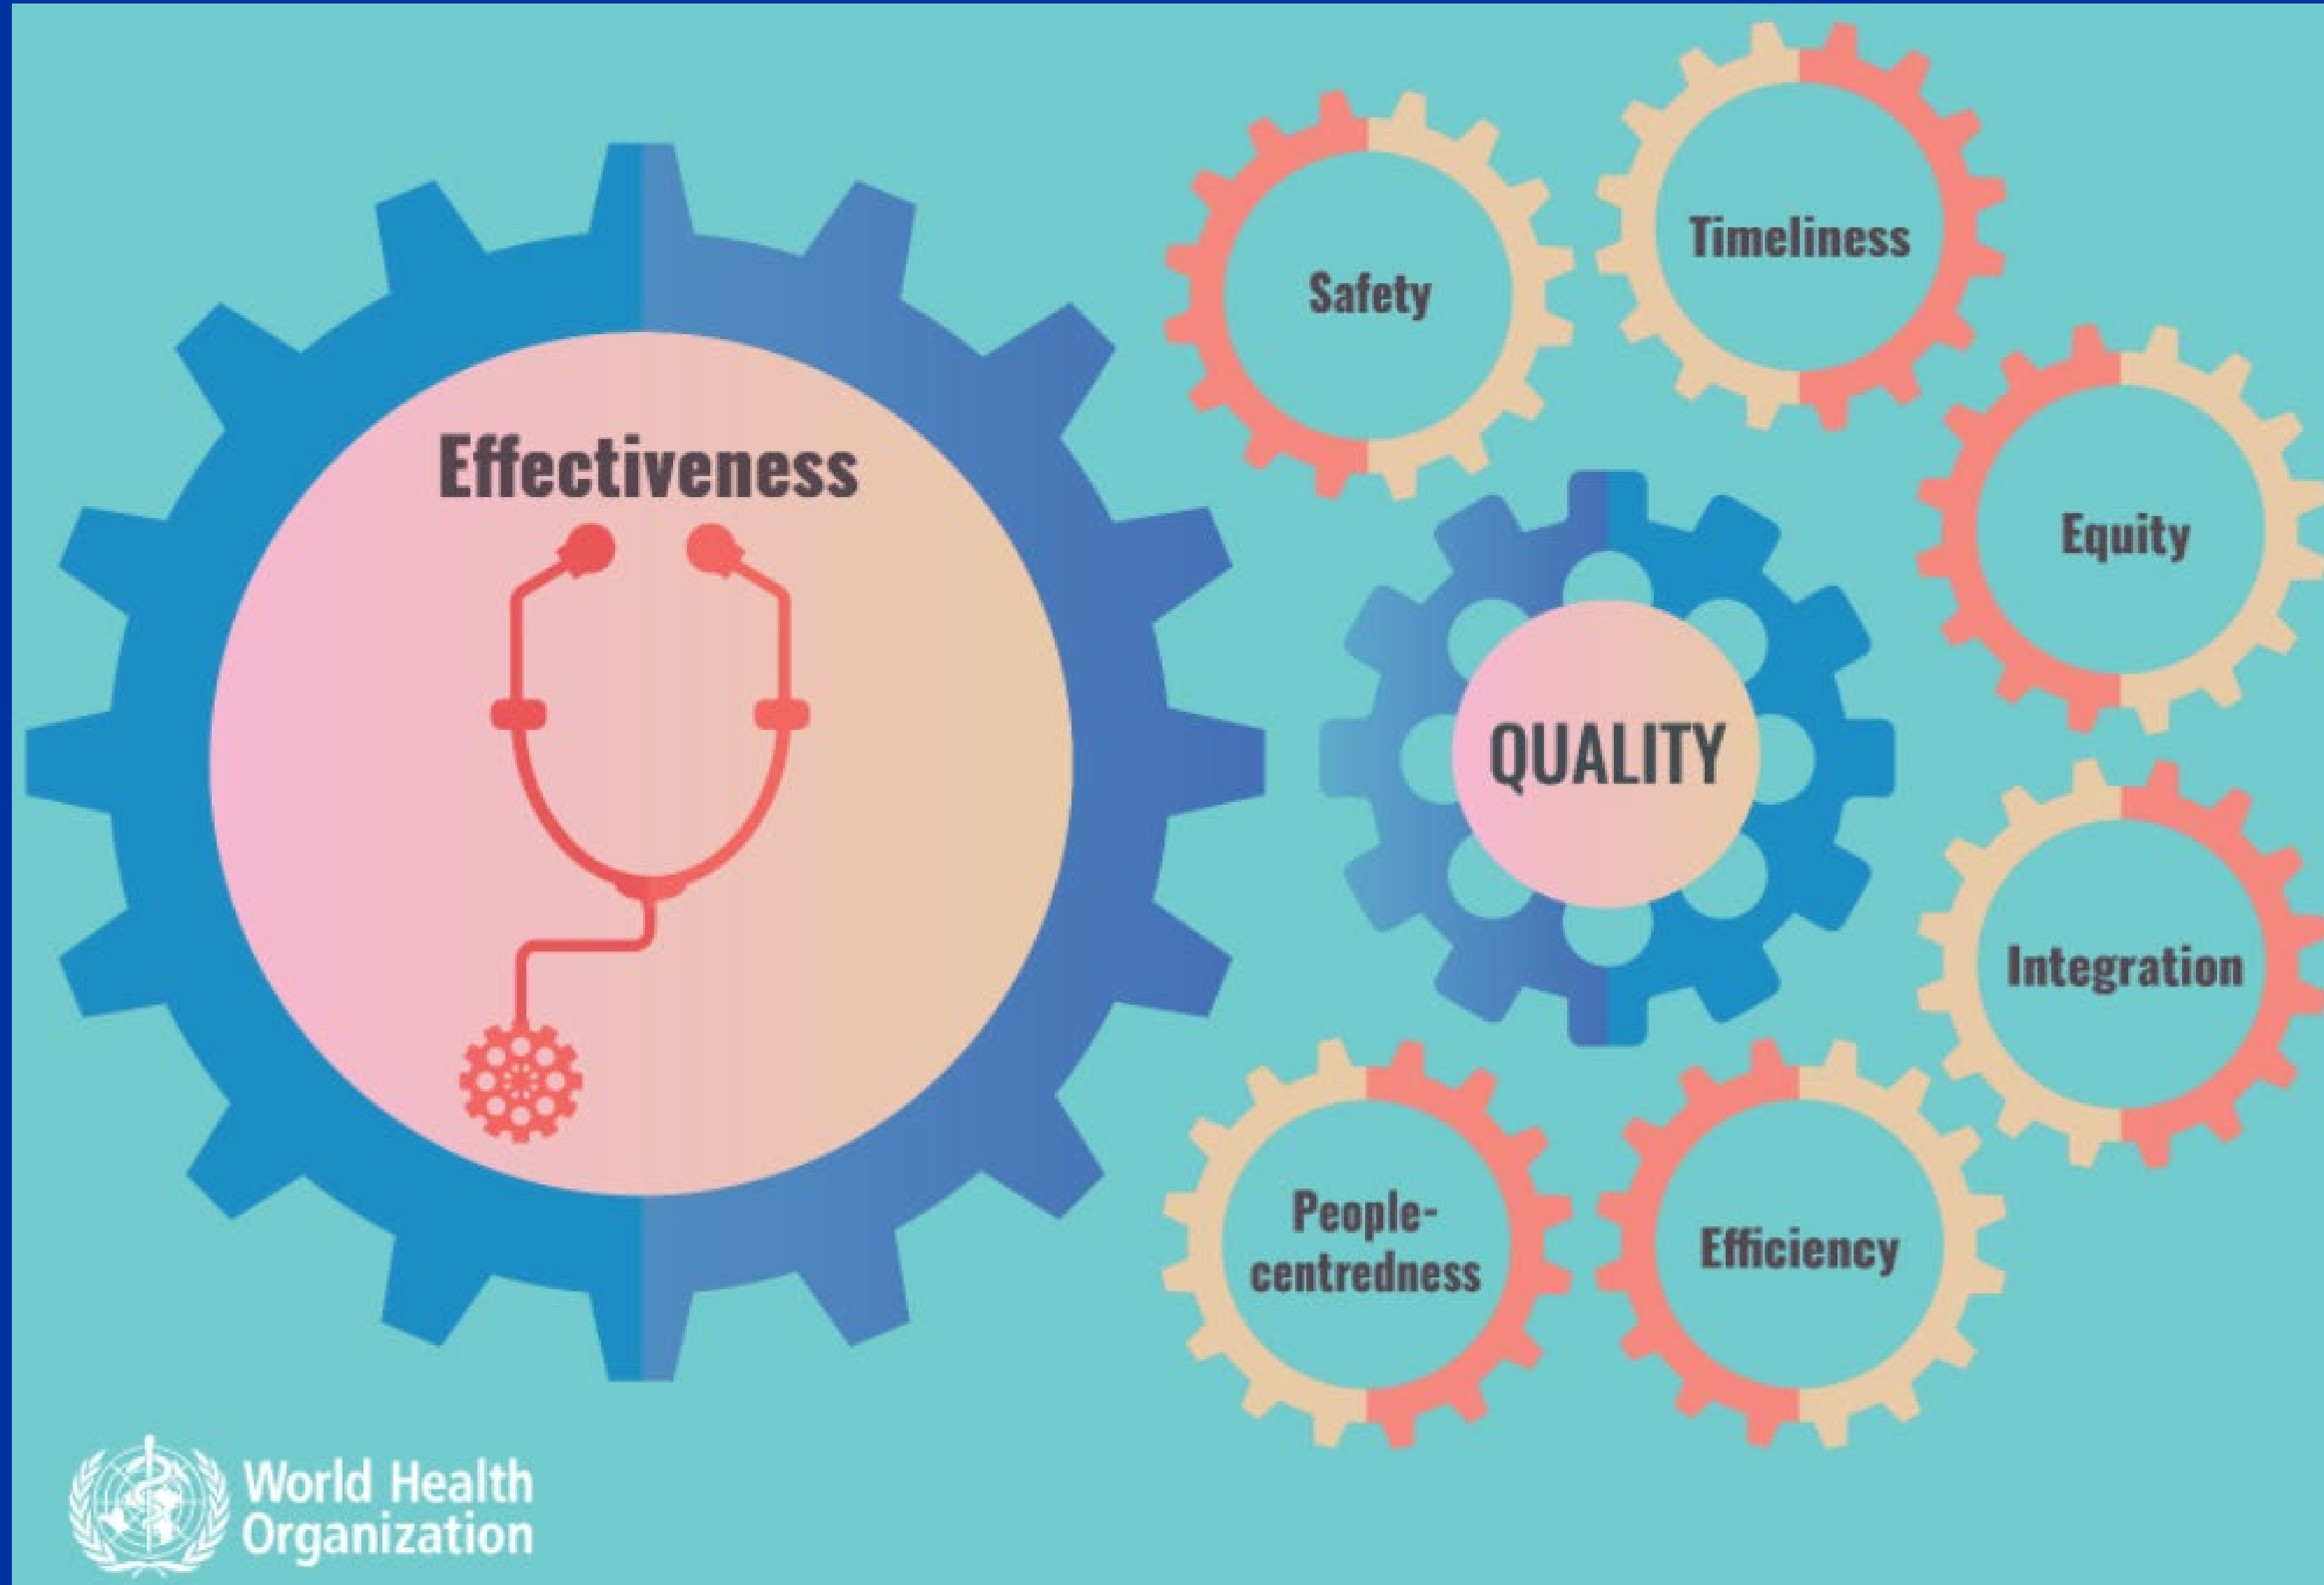 Effectiveness
Safety
Timeliness
Equity
QUALITY
Integration
People-
centredness
Efficiency
World Health
Organization